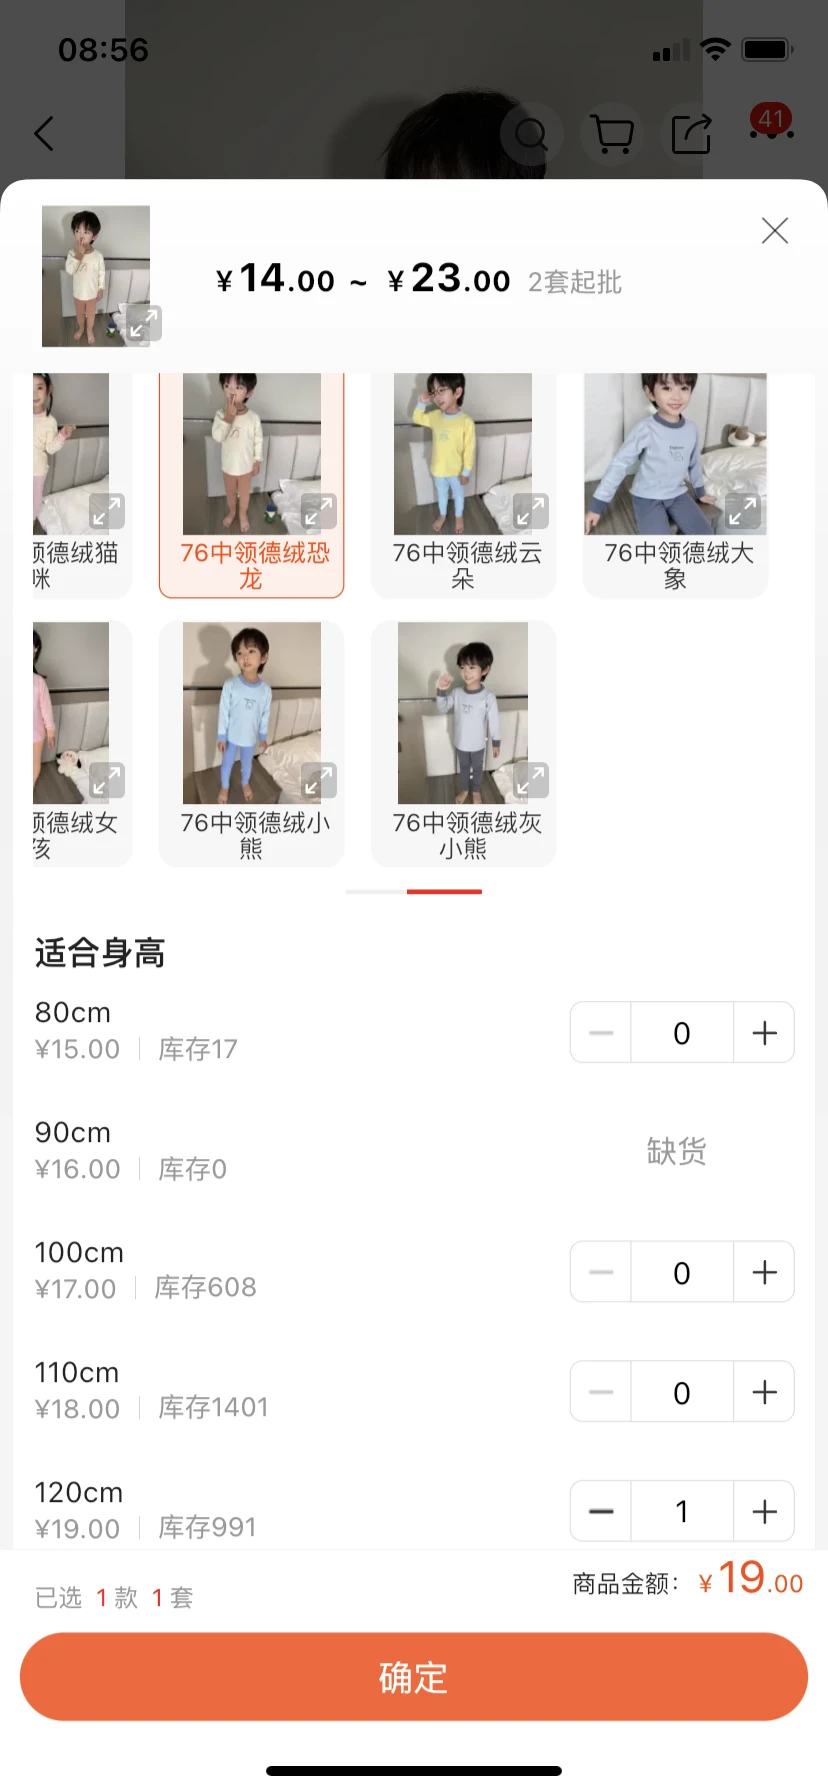 08:56
41
¥14.00 ~ ¥23.00 2套起批
领德绒猫
咪
76中领德绒恐
龙
76中领德绒云
朵
76中领德绒大
象
领德绒女
孩
76中领德绒小
熊
76中领德绒灰
小熊
适合身高
80cm
¥15.00 库存17
0
90cm
¥16.00 库存0
缺货
100cm
¥17.00 库存608
0
110cm
¥18.00 库存1401
0
120cm
¥19.00 库存991
1
已选 1 款 1 套
商品金额: ¥19.00
确定